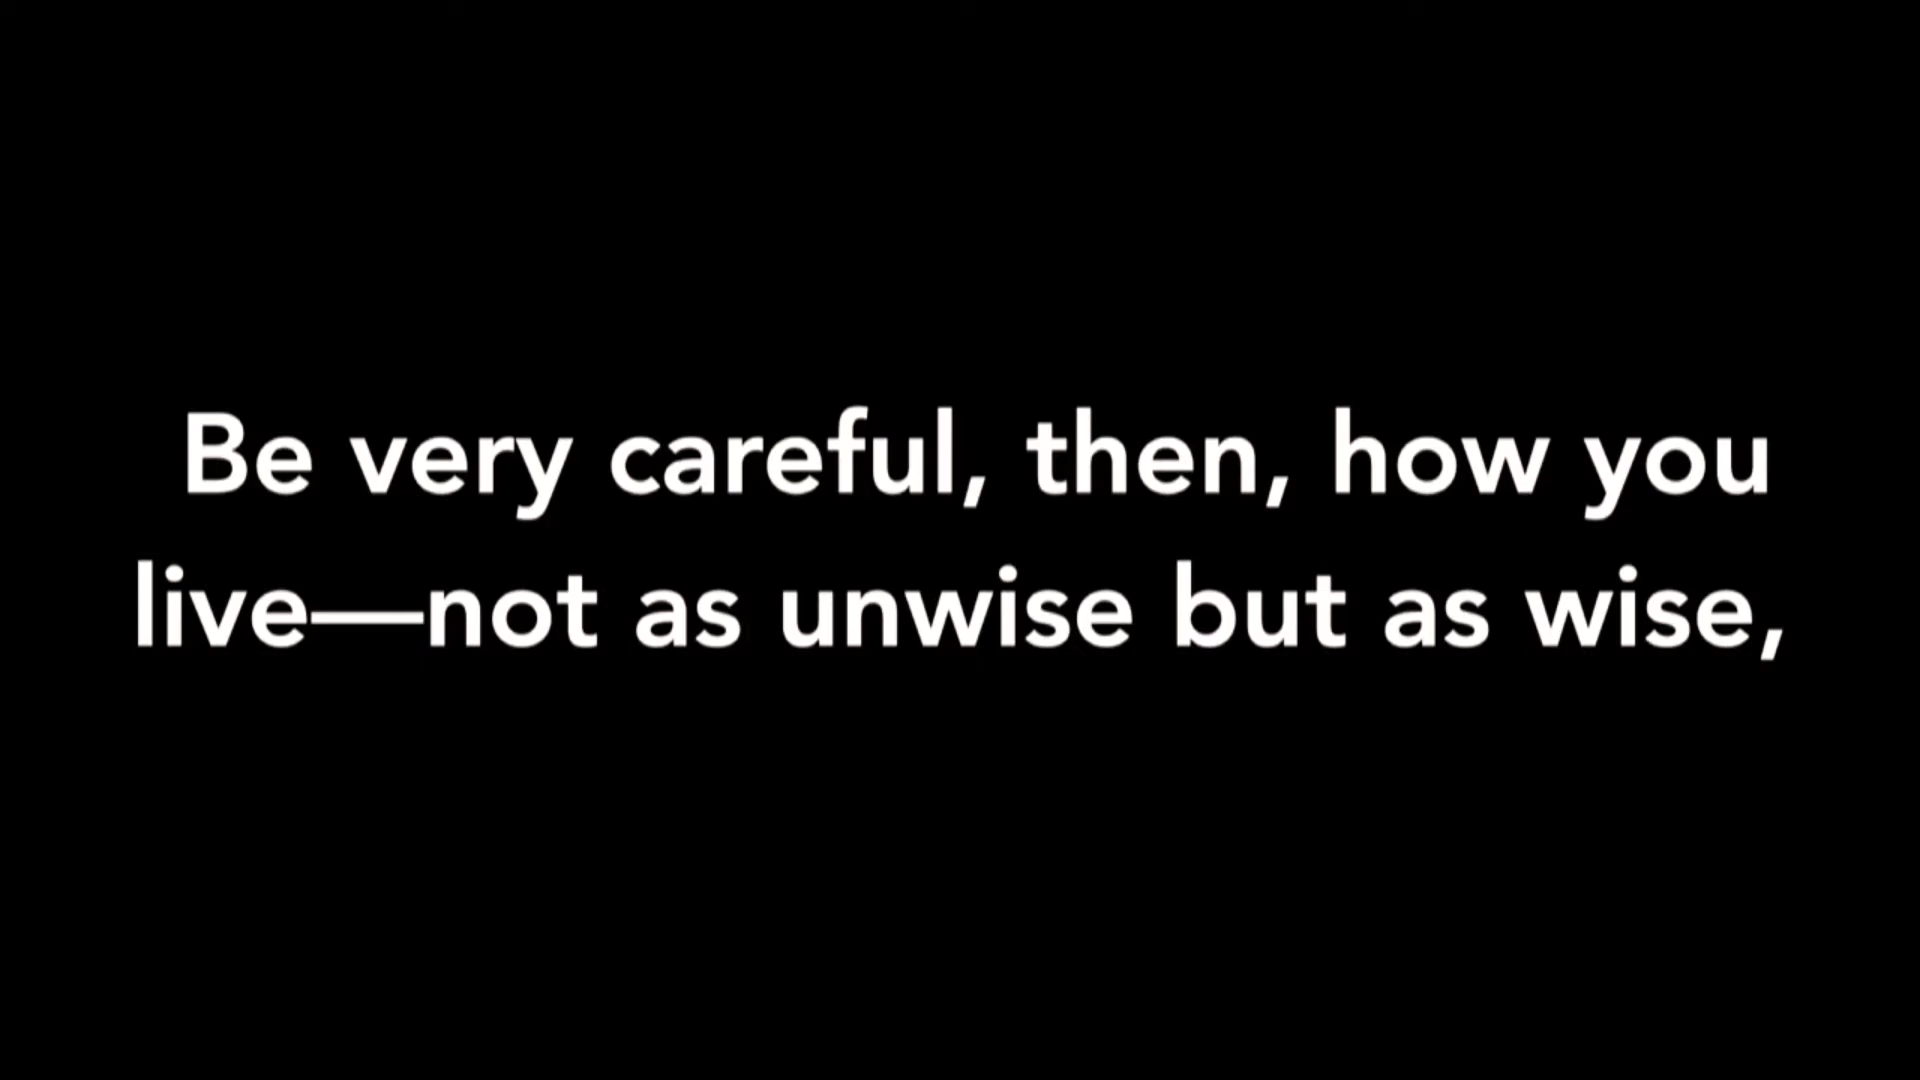 Be very careful, then, how you
live—not as unwise but as wise,